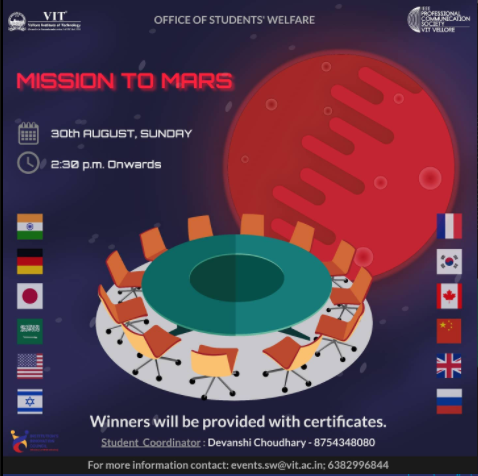 VIT
Vellore Institute of Technology
OFFICE OF STUDENTS' WELFARE
IEEE
PROFESSIONAL
COMMUNICATION
SOCIETY
VIT VELLORE
MISSION TO MARS
30th AUGUST, SUNDAY
2:30 p.m. Onwards
Winners will be provided with certificates.
Student Coordinator : Devanshi Choudhary - 8754348080
For more information contact: events.sw@vit.ac.in; 6382996844